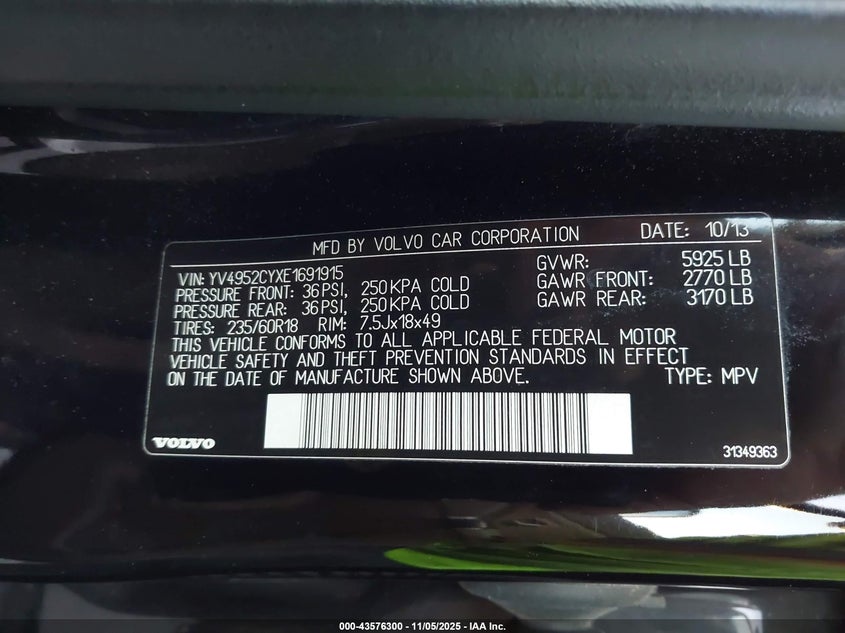 MFD BY VOLVO CAR CORPORATION DATE: 10/13
VIN: YV4952CYXE1691915 GVWR: 5925 LB
PRESSURE FRONT: 36 PSI, 250 KPA COLD GAWR FRONT: 2770 LB
PRESSURE REAR: 36 PSI, 250 KPA COLD GAWR REAR: 3170 LB
TIRES: 235/60R18 RIM: 7.5Jx18x49
THIS VEHICLE CONFORMS TO ALL APPLICABLE FEDERAL MOTOR
VEHICLE SAFETY AND THEFT PREVENTION STANDARDS IN EFFECT
ON THE DATE OF MANUFACTURE SHOWN ABOVE. TYPE: MPV
VOLVO 31349363
000-43576300 - 11/05/2025 - IAA Inc.